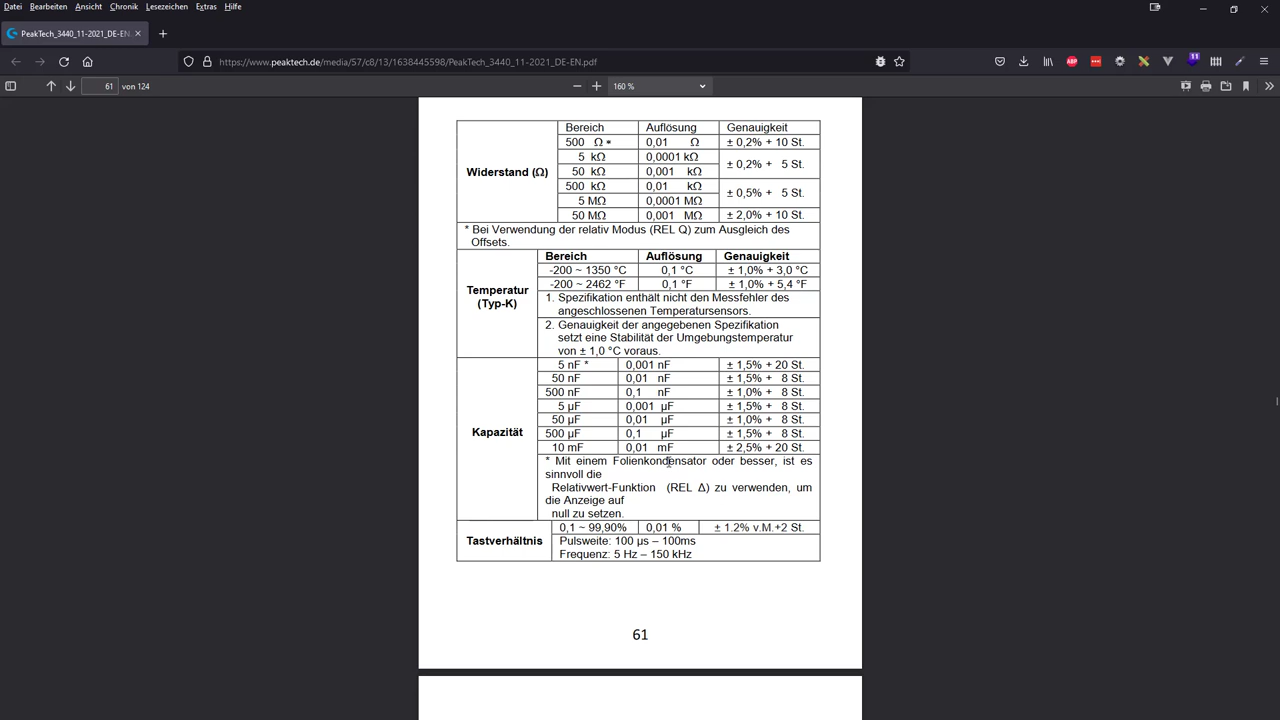 Datei Bearbeiten Ansicht Chronik Lesezeichen Extras Hilfe
PeakTech_3440_11-2021_DE-EN
https://www.peaktech.de/media/57/c8/13/1638445598/PeakTech_3440_11-2021_DE-EN.pdf
ABP
11
61 von 124
160 %
Widerstand (Ω)
Bereich Auflösung Genauigkeit
500 Ω * 0,01 Ω ± 0,2% + 10 St.
5 kΩ 0,0001 kΩ ± 0,2% + 5 St.
50 kΩ 0,001 kΩ
500 kΩ 0,01 kΩ ± 0,5% + 5 St.
5 MΩ 0,0001 MΩ
50 MΩ 0,001 MΩ ± 2,0% + 10 St.
* Bei Verwendung der relativ Modus (REL Q) zum Ausgleich des
Offsets.
Temperatur
(Typ-K)
Bereich Auflösung Genauigkeit
-200 ~ 1350 °C 0,1 °C ± 1,0% + 3,0 °C
-200 ~ 2462 °F 0,1 °F ± 1,0% + 5,4 °F
1. Spezifikation enthält nicht den Messfehler des
angeschlossenen Temperatursensors.
2. Genauigkeit der angegebenen Spezifikation
setzt eine Stabilität der Umgebungstemperatur
von ± 1,0 °C voraus.
Kapazität
5 nF * 0,001 nF ± 1,5% + 20 St.
50 nF 0,01 nF ± 1,5% + 8 St.
500 nF 0,1 nF ± 1,0% + 8 St.
5 µF 0,001 µF ± 1,5% + 8 St.
50 µF 0,01 µF ± 1,0% + 8 St.
500 µF 0,1 µF ± 1,5% + 8 St.
10 mF 0,01 mF ± 2,5% + 20 St.
* Mit einem Folienkondensator oder besser, ist es
sinnvoll die
Relativwert-Funktion (REL Δ) zu verwenden, um
die Anzeige auf
null zu setzen.
Tastverhältnis
0,1 ~ 99,90% 0,01 % ± 1.2% v.M.+2 St.
Pulsweite: 100 µs – 100ms
Frequenz: 5 Hz – 150 kHz
61